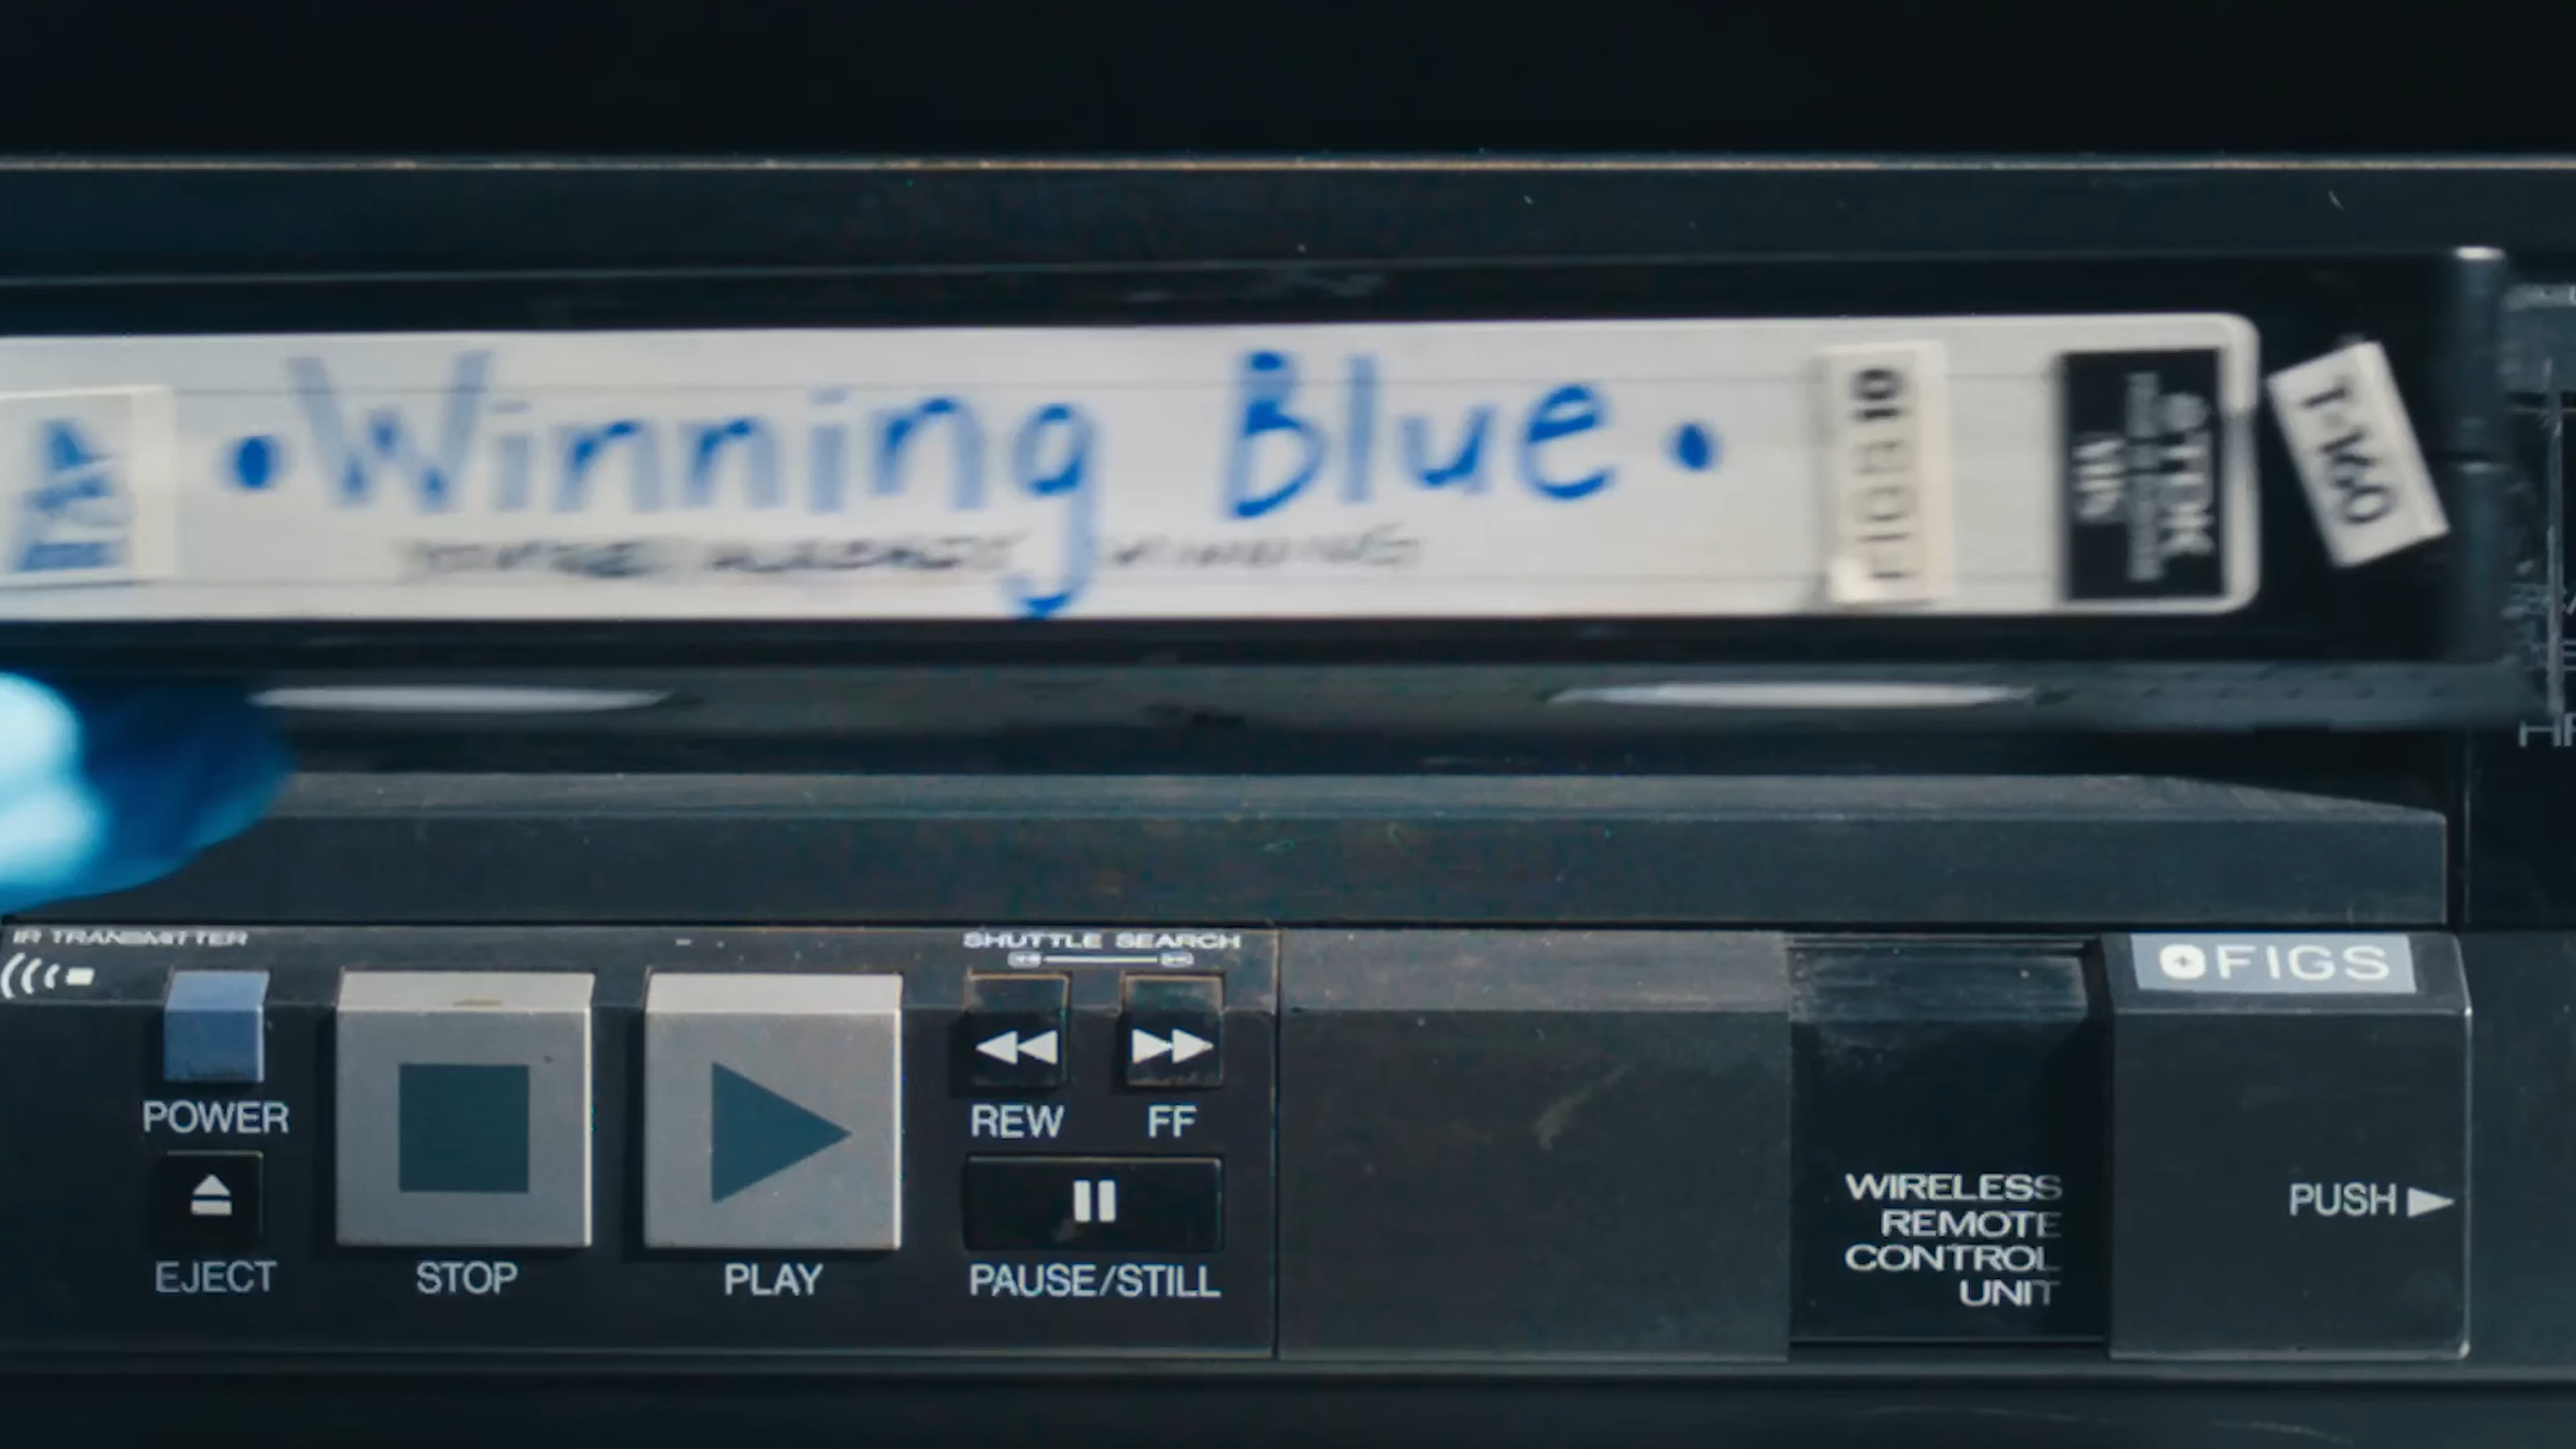 •Winning Blue•
TDK
T-160
IR TRANSMITTER
SHUTTLE SEARCH
FIGS
POWER
REW
FF
EJECT
STOP
PLAY
PAUSE/STILL
WIRELESS
REMOTE
CONTROL
UNIT
PUSH